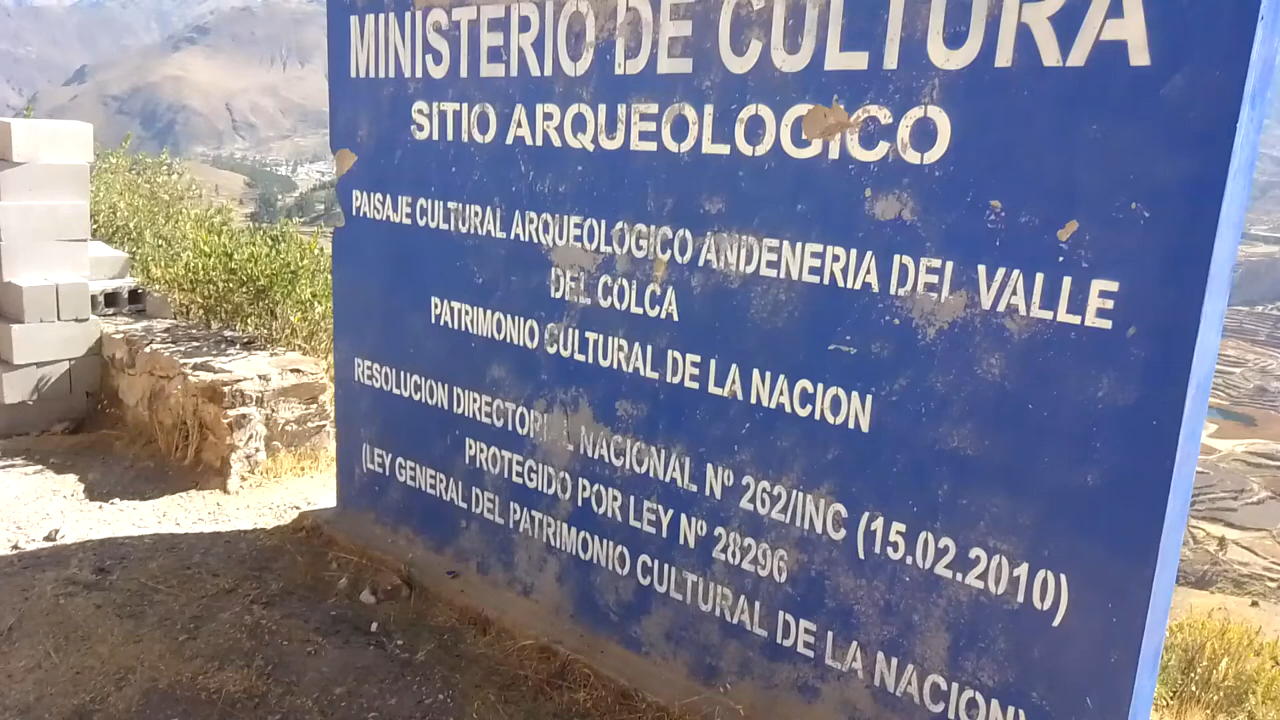 MINISTERIO DE CULTURA
SITIO ARQUEOLOGICO
PAISAJE CULTURAL ARQUEOLOGICO ANDENERIA DEL VALLE
DEL COLCA
PATRIMONIO CULTURAL DE LA NACION
RESOLUCION DIRECTORIAL NACIONAL Nº 262/INC (15.02.2010)
PROTEGIDO POR LEY Nº 28296
(LEY GENERAL DEL PATRIMONIO CULTURAL DE LA NACION)